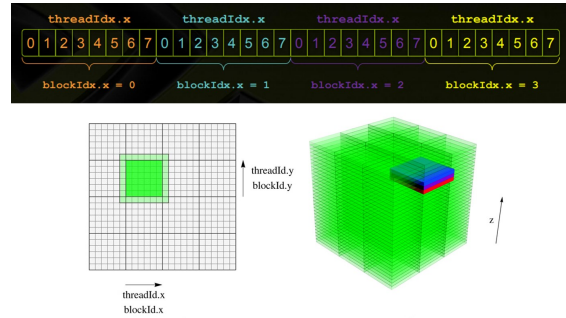 threadIdx.x threadIdx.x threadIdx.x threadIdx.x
0 1 2 3 4 5 6 7 0 1 2 3 4 5 6 7 0 1 2 3 4 5 6 7 0 1 2 3 4 5 6 7
blockIdx.x = 0 blockIdx.x = 1 blockIdx.x = 2 blockIdx.x = 3
threadId.y
blockId.y
z
threadId.x
blockId.x